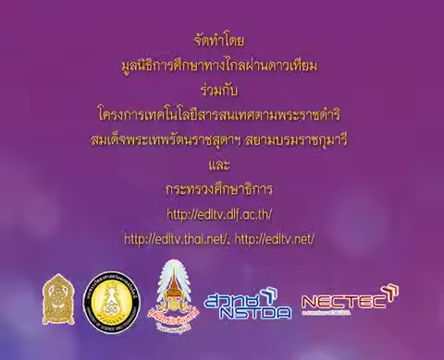 จัดทำโดย
มูลนิธิการศึกษาทางไกลผ่านดาวเทียม
ร่วมกับ
โครงการเทคโนโลยีสารสนเทศตามพระราชดำริ
สมเด็จพระเทพรัตนราชสุดาฯ สยามบรมราชกุมารี
และ
กระทรวงศึกษาธิการ
http://edltv.dlf.ac.th/
http://edltv.thai.net/, http://edltv.net/
สวทช NECTEC
NSTDA